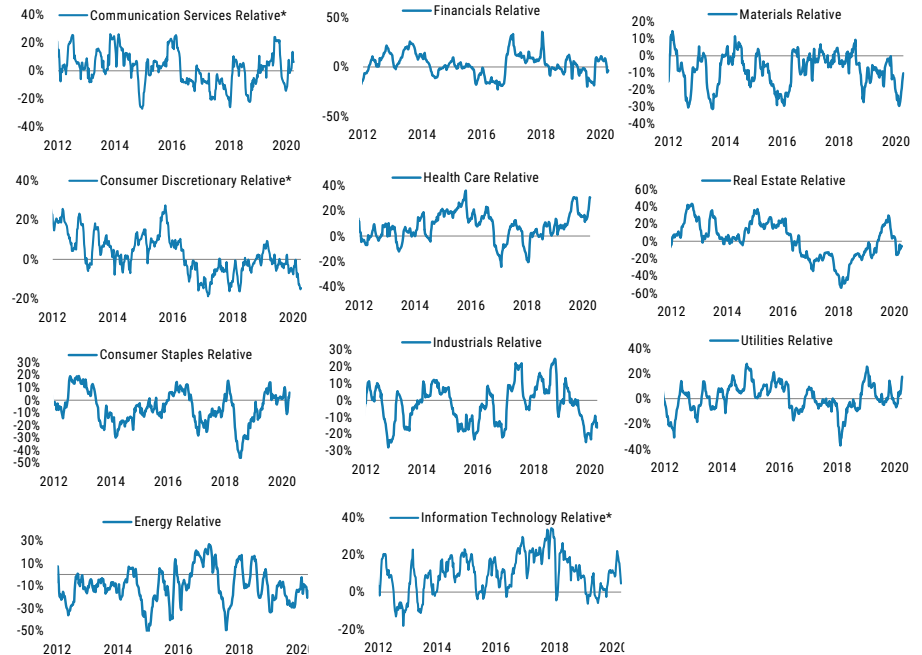 Communication Services Relative*
40%
20%
0%
-20%
-40%
2012 2014 2016 2018 2020
Financials Relative
50%
0%
-50%
2012 2014 2016 2018 2020
Materials Relative
20%
10%
0%
-10%
-20%
-30%
-40%
2012 2014 2016 2018 2020
Consumer Discretionary Relative*
40%
20%
0%
-20%
2012 2014 2016 2018 2020
Health Care Relative
40%
20%
0%
-20%
-40%
2012 2014 2016 2018 2020
Real Estate Relative
60%
40%
20%
0%
-20%
-40%
-60%
2012 2014 2016 2018 2020
Consumer Staples Relative
30%
20%
10%
0%
-10%
-20%
-30%
-40%
-50%
2012 2014 2016 2018 2020
Industrials Relative
30%
20%
10%
0%
-10%
-20%
-30%
2012 2014 2016 2018 2020
Utilities Relative
40%
20%
0%
-20%
-40%
2012 2014 2016 2018 2020
Energy Relative
30%
10%
-10%
-30%
-50%
2012 2014 2016 2018 202
Information Technology Relative*
40%
20%
0%
-20%
2012 2014 2016 2018 2020